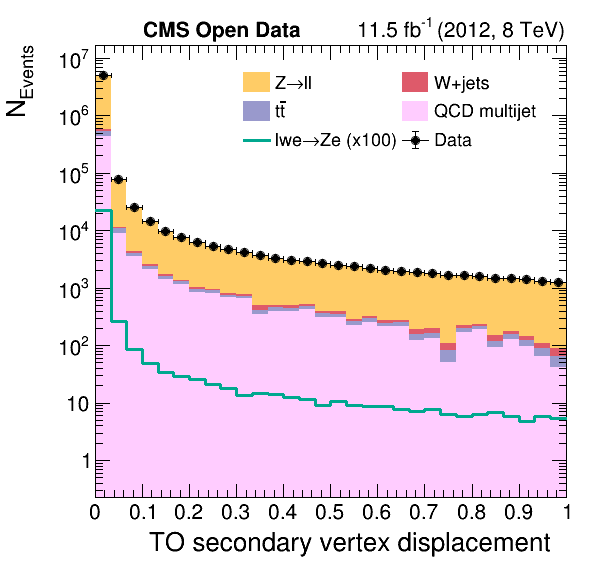 CMS Open Data 11.5 fb⁻¹ (2012, 8 TeV)
N_Events
10⁷
10⁶
10⁵
10⁴
10³
10²
10
1
Z→ll W+jets
tt̄ QCD multijet
lwe→Ze (x100) Data
0 0.1 0.2 0.3 0.4 0.5 0.6 0.7 0.8 0.9 1
TO secondary vertex displacement